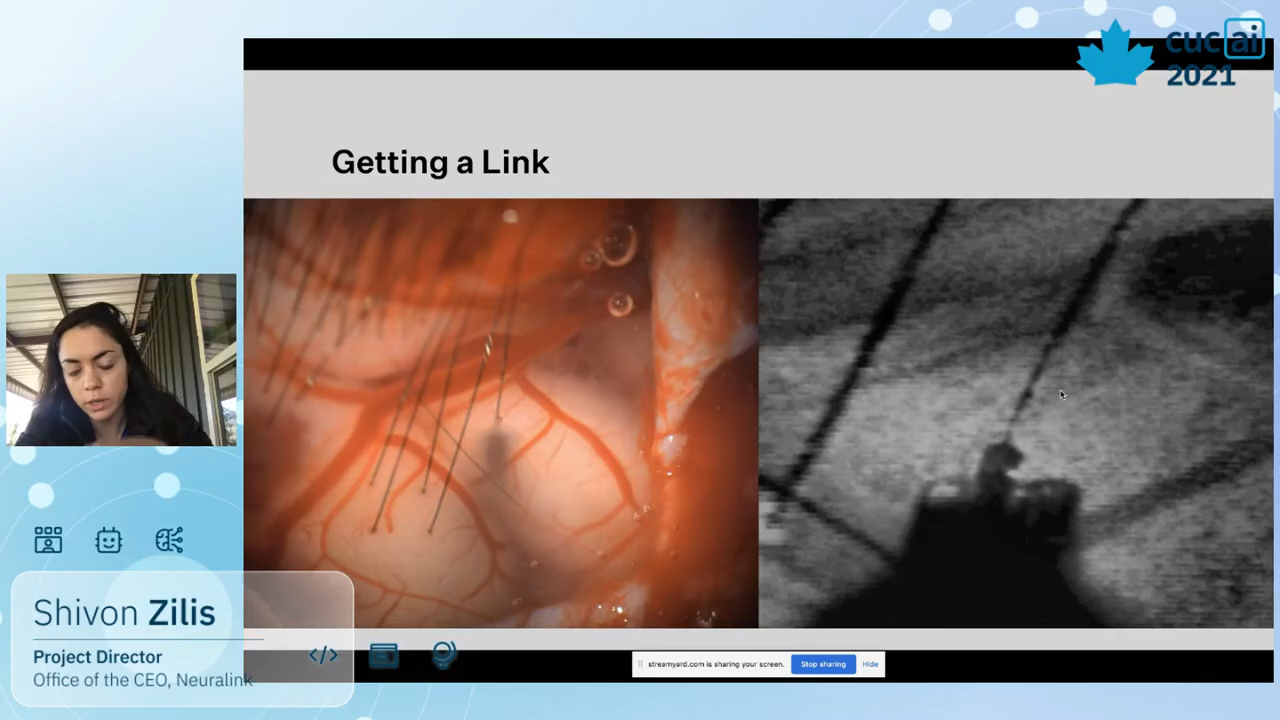 cuc ai
2021
Getting a Link
Shivon Zilis
Project Director
Office of the CEO, Neuralink
streamyard.com is sharing your screen.
Stop sharing
Hide